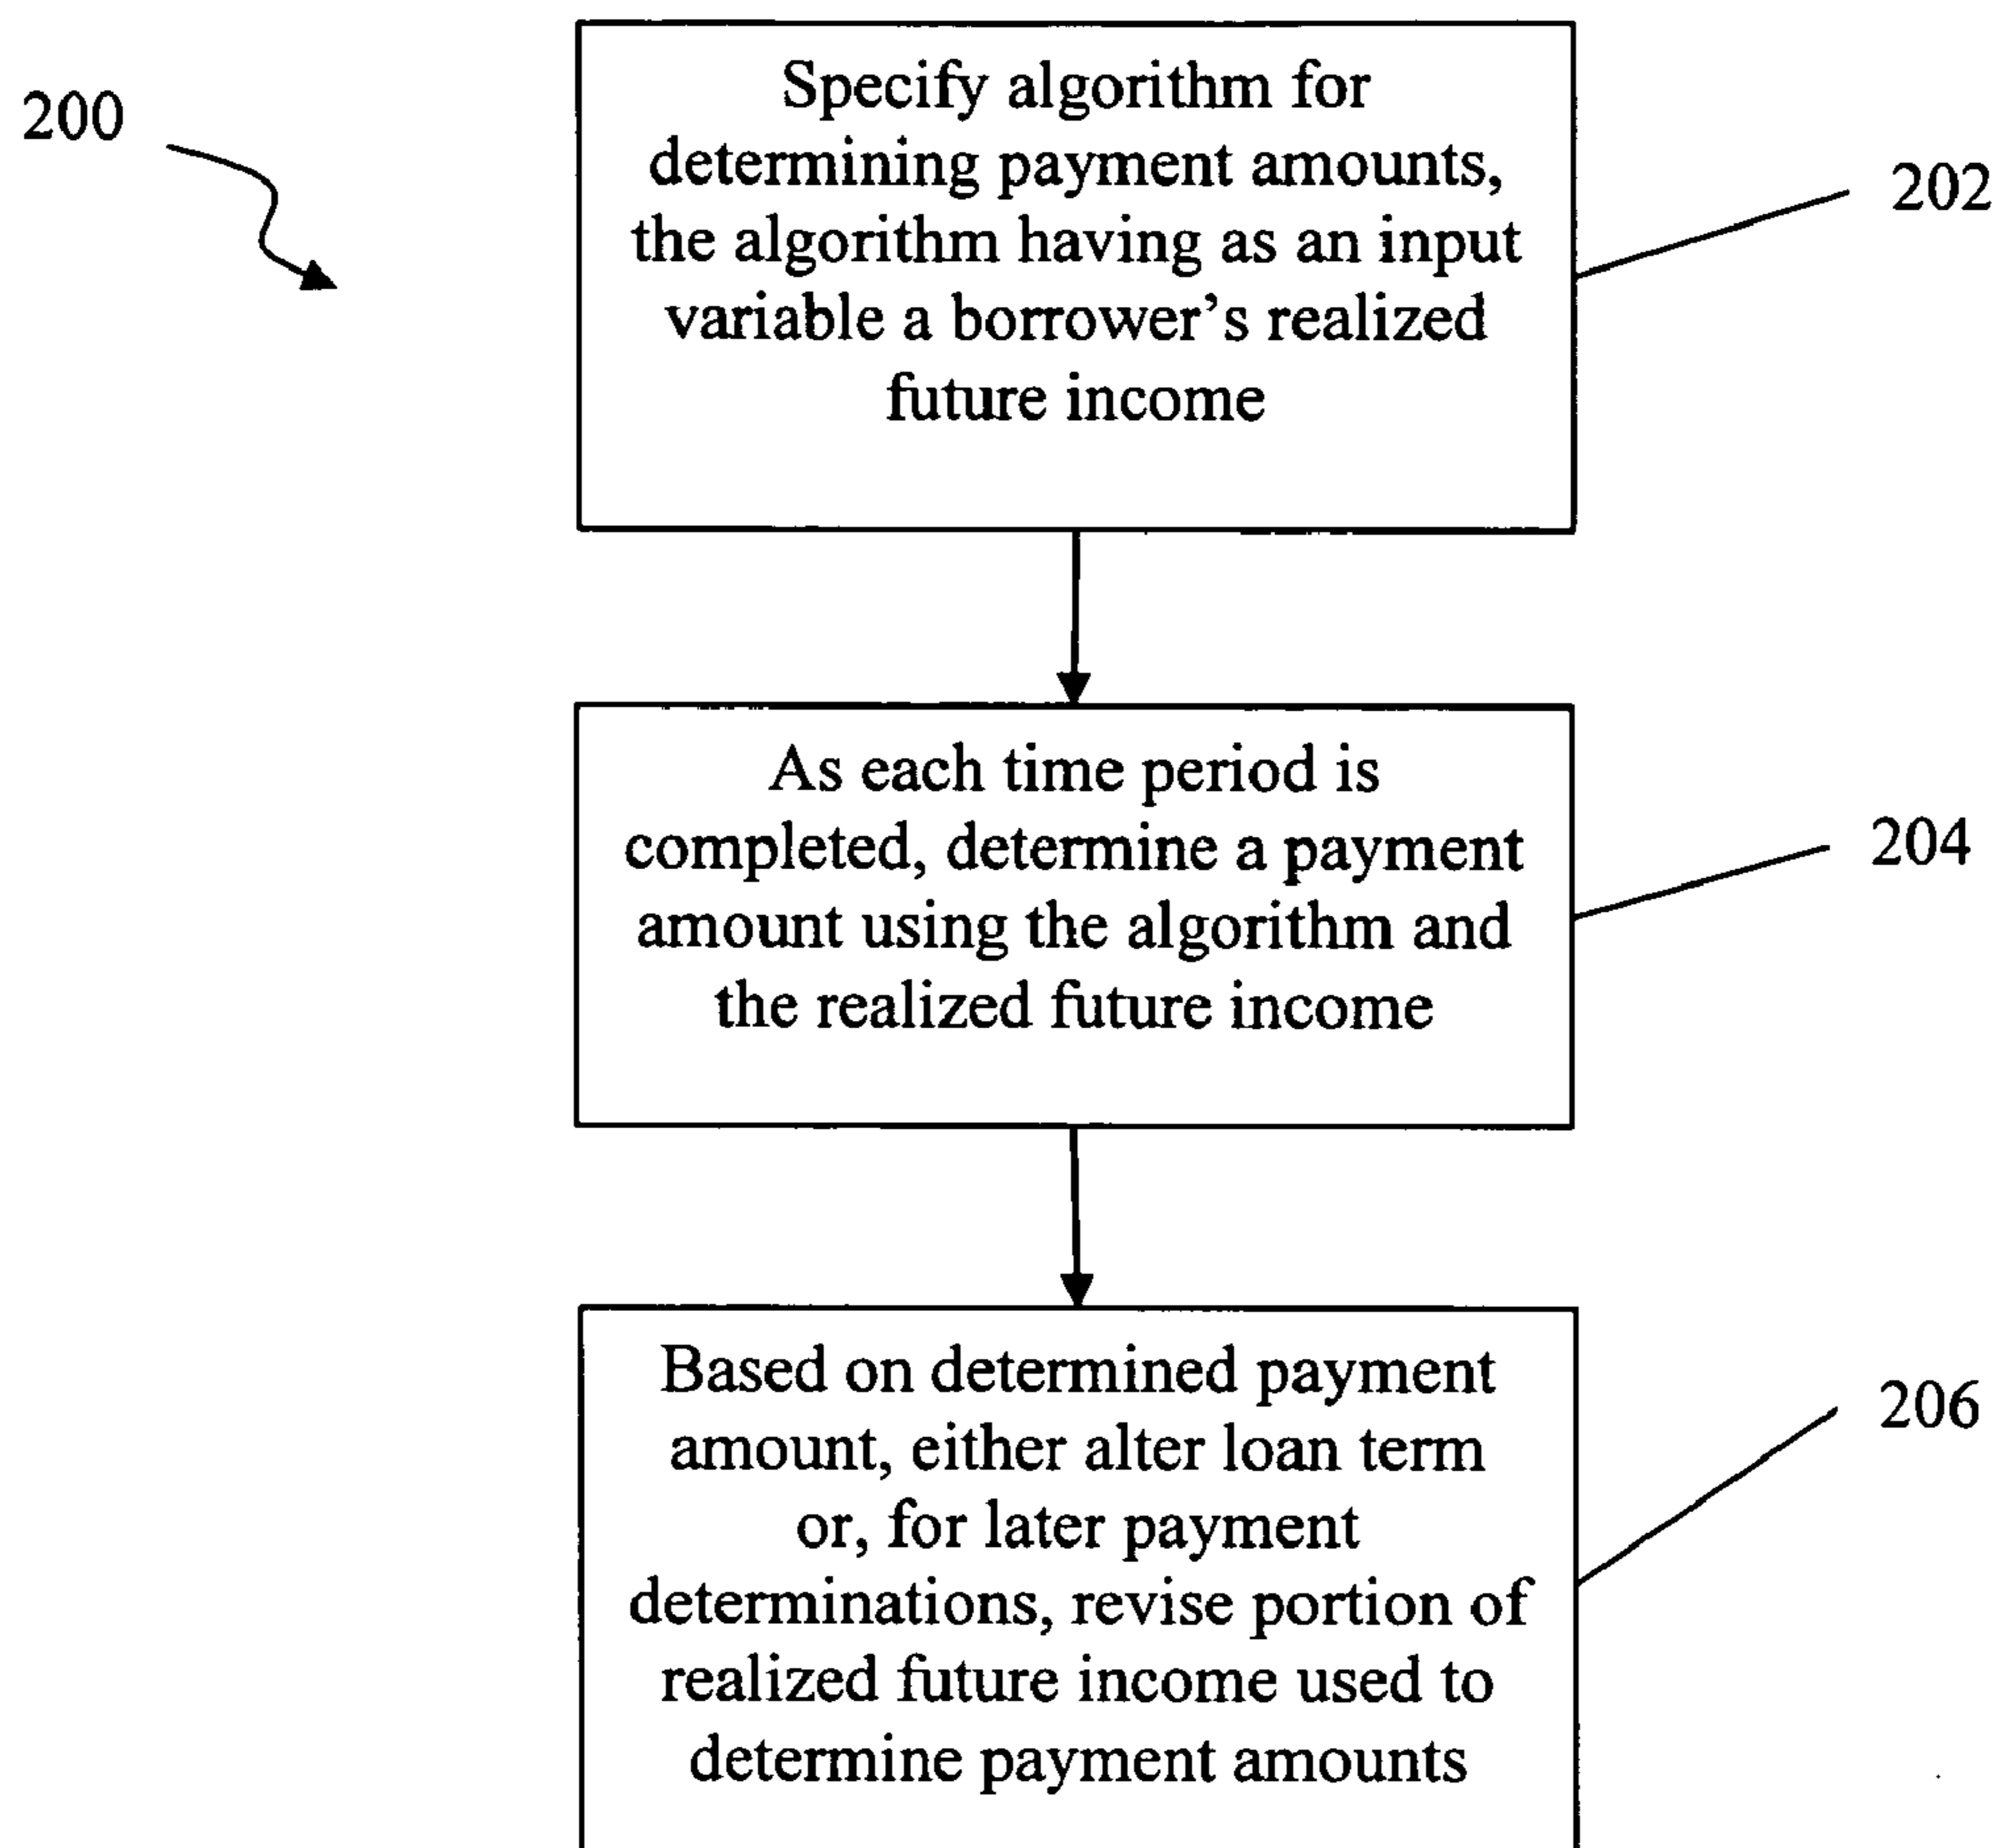 200
Specify algorithm for
determining payment amounts,
the algorithm having as an input
variable a borrower's realized
future income
202
As each time period is
completed, determine a payment
amount using the algorithm and
the realized future income
204
Based on determined payment
amount, either alter loan term
or, for later payment
determinations, revise portion of
realized future income used to
determine payment amounts
206